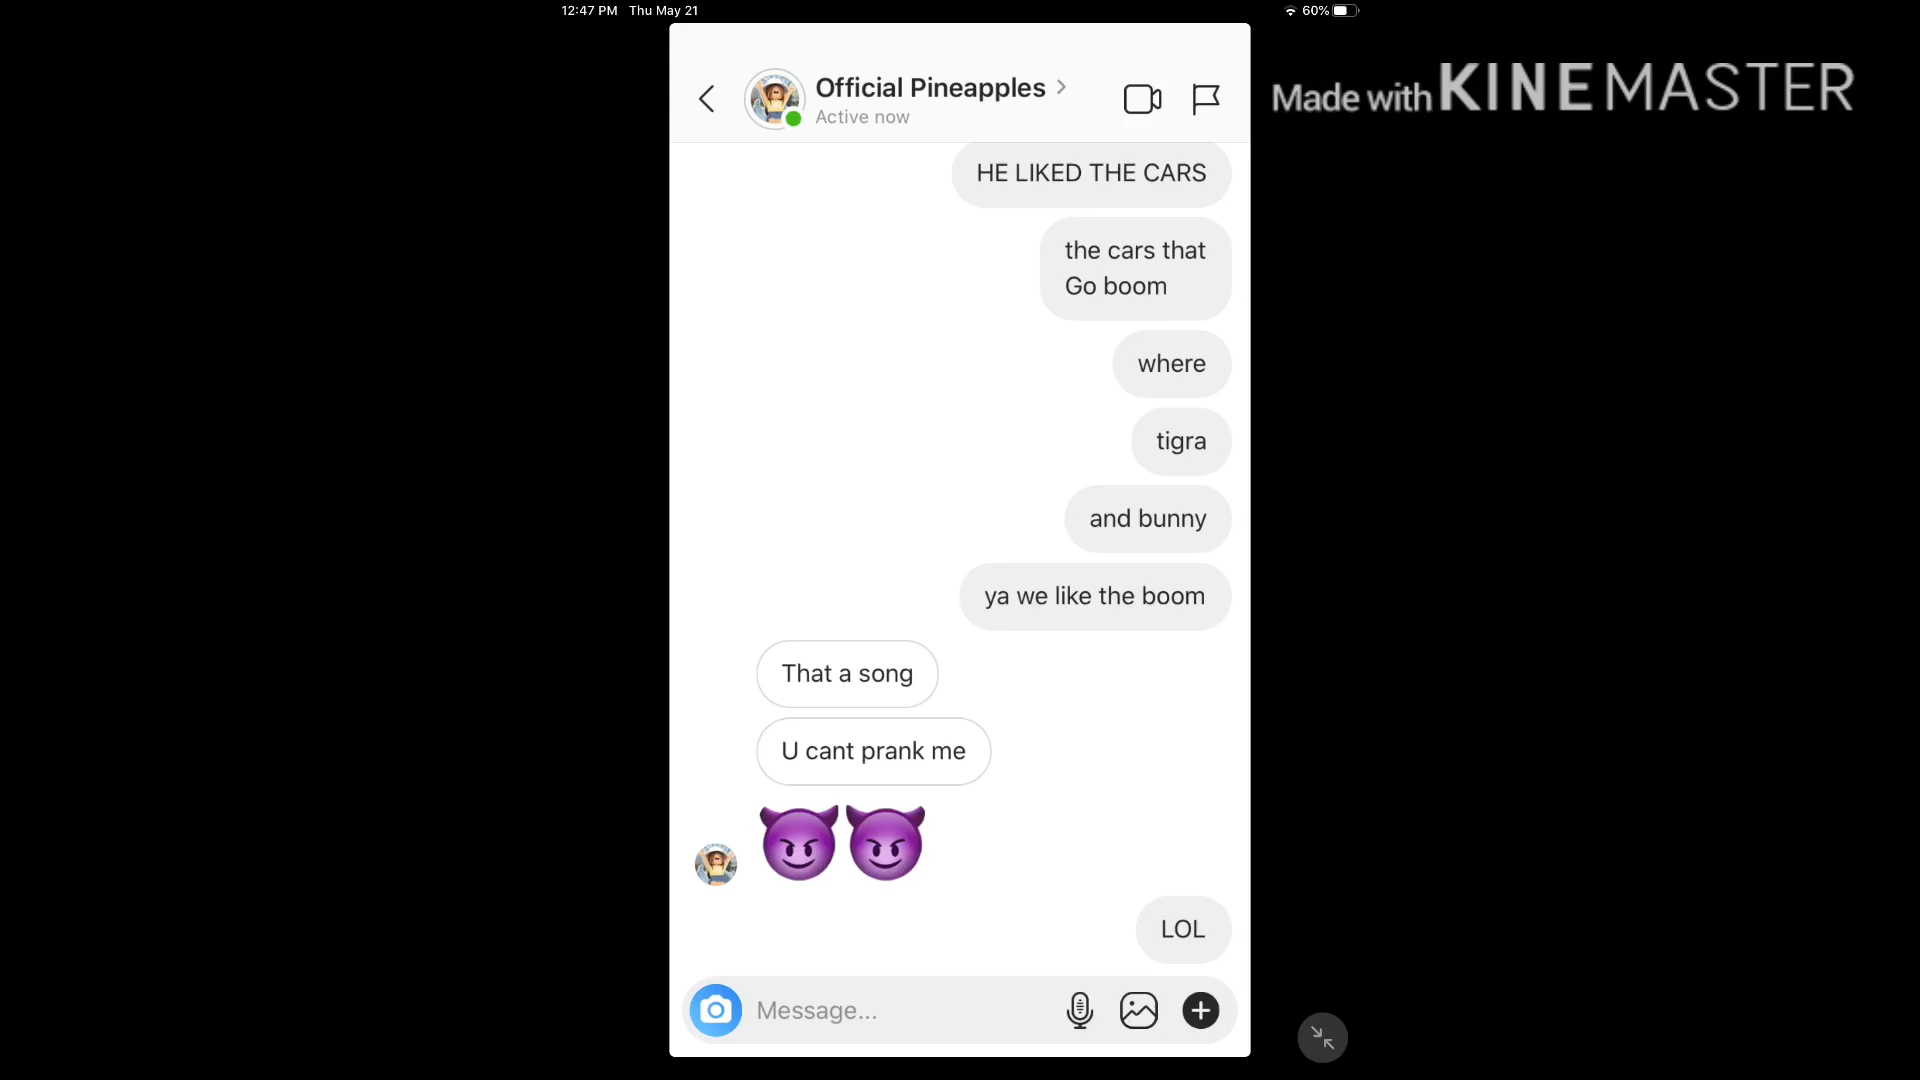 12:47 PM Thu May 21
60%
Made with KINEMASTER
Official Pineapples
Active now
HE LIKED THE CARS
the cars that
Go boom
where
tigra
and bunny
ya we like the boom
That a song
U cant prank me
LOL
Message...